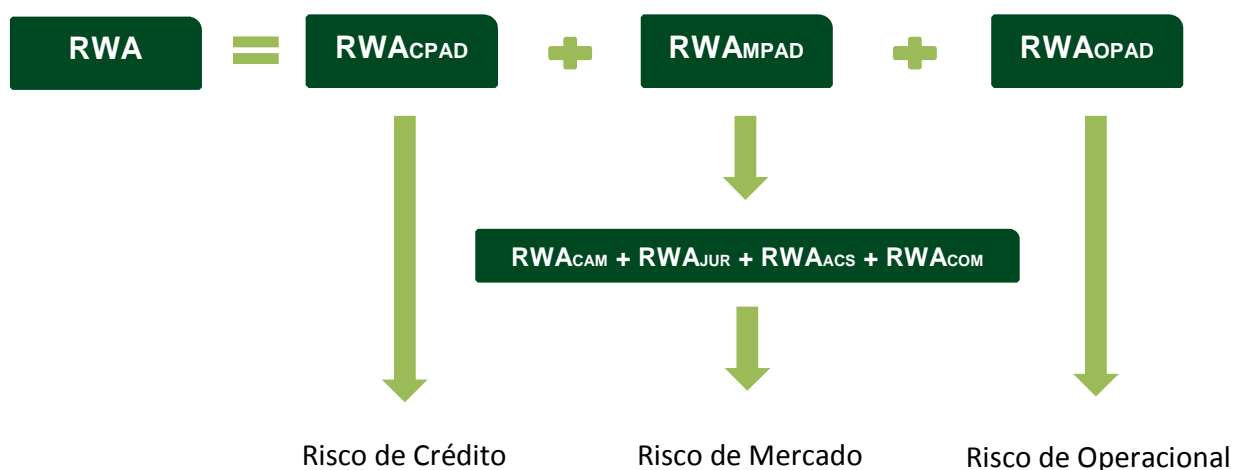 RWA = RWACPAD + RWAMPAD + RWAOPAD
RWACAM + RWAJUR + RWAACS + RWACOM
Risco de Crédito Risco de Mercado Risco de Operacional